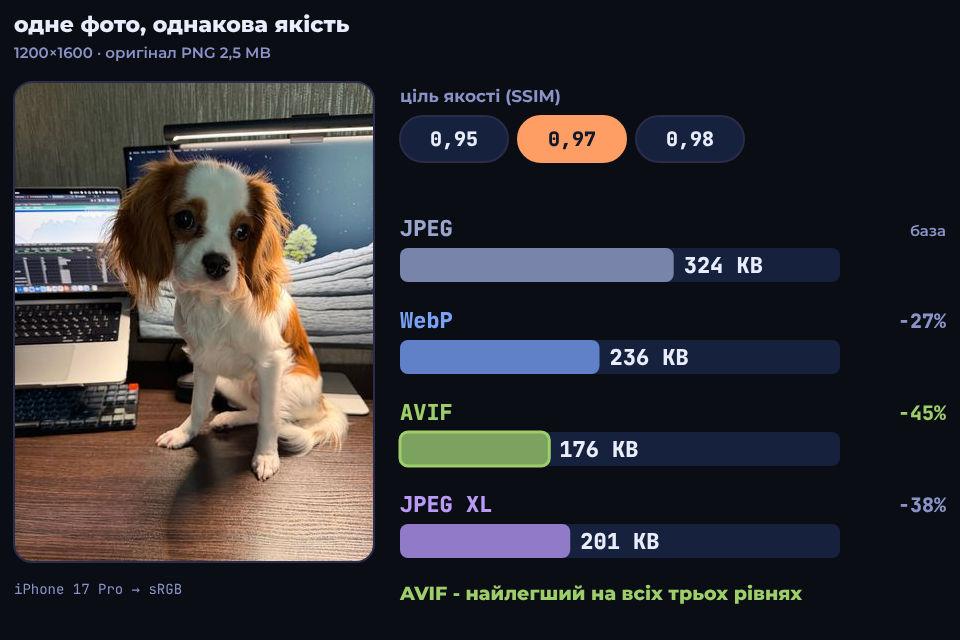 одне фото, однакова якість
1200×1600 · оригінал PNG 2,5 MB
ціль якості (SSIM)
0,95 0,97 0,98
JPEG база
324 KB
WebP -27%
236 KB
AVIF -45%
176 KB
JPEG XL -38%
201 KB
iPhone 17 Pro → sRGB
AVIF - найлегший на всіх трьох рівнях